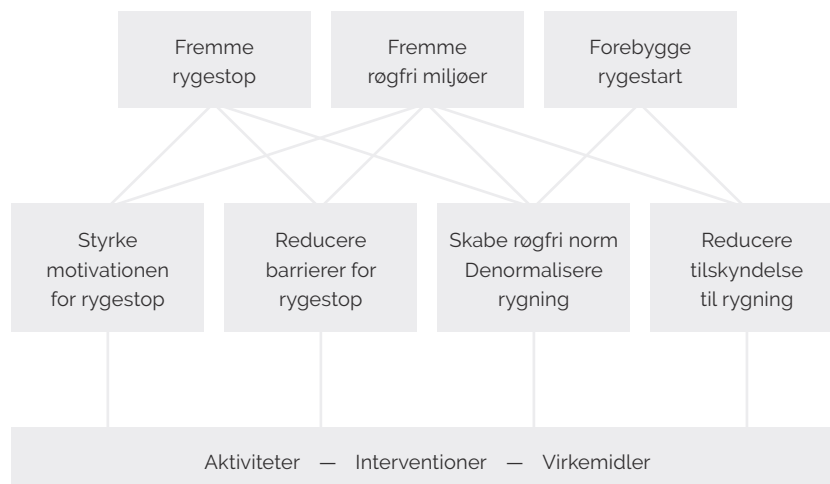 Fremme
rygestop
Fremme
røgfri miljøer
Forebygge
rygestart
Styrke
motivationen
for rygestop
Reducere
barrierer for
rygestop
Skabe røgfri norm
Denormalisere
rygning
Reducere
tilskyndelse
til rygning
Aktiviteter — Interventioner — Virkemidler